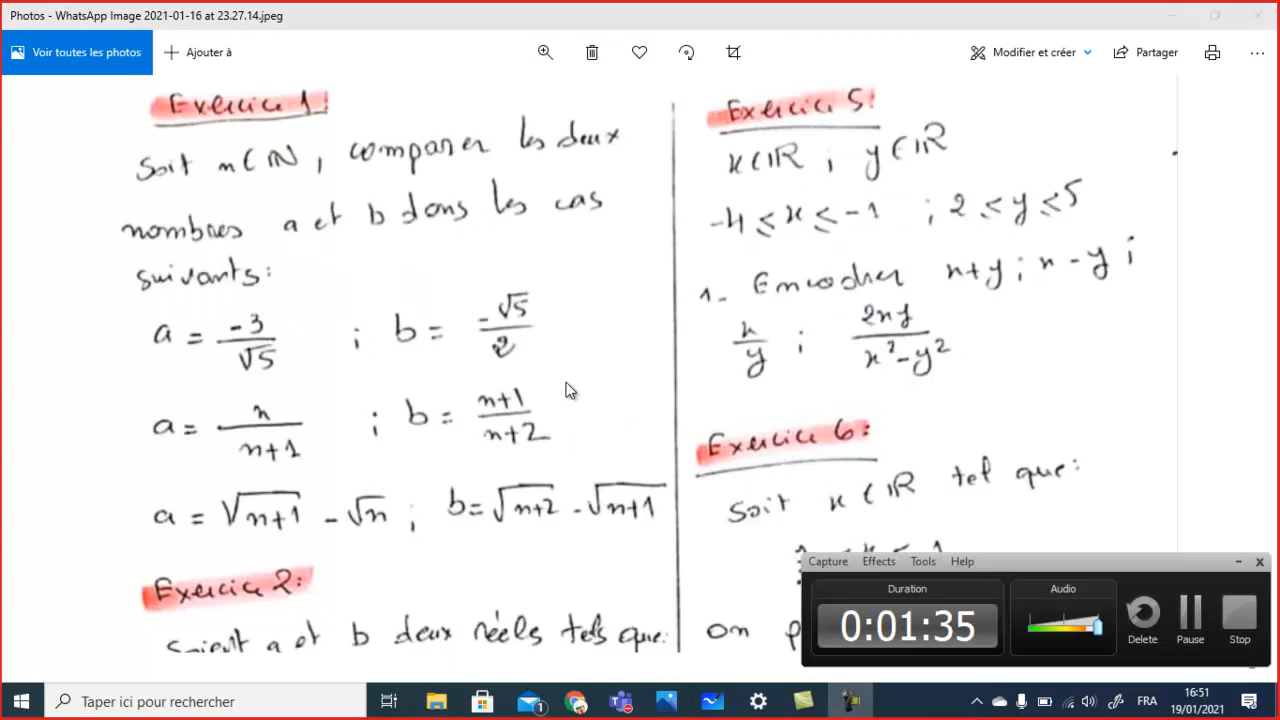 Photos - WhatsApp Image 2021-01-16 at 23.27.14.jpeg
Voir toutes les photos
Ajouter à
Modifier et créer
Partager
Exercice 1:
Soit n∈ℕ, comparer les deux
nombres a et b dans les cas
suivants:
a = -3/√5 ; b = -√5/2
a = n/n+1 ; b = n+1/n+2
a = √n+1 - √n ; b = √n+2 - √n+1
Exercice 2:
Soient a et b deux réels tels que:
Exercice 5:
x∈ℝ ; y∈ℝ
-4 ≤ x ≤ -1 ; 2 ≤ y ≤ 5
1- Encadrer x+y ; x-y ;
x/y ; 2xy/x²-y²
Exercice 6:
Soit x∈ℝ tel que:
on
Capture Effects Tools Help
Duration
0:01:35
Audio
Delete
Pause
Stop
Taper ici pour rechercher
1
FRA
16:51
19/01/2021